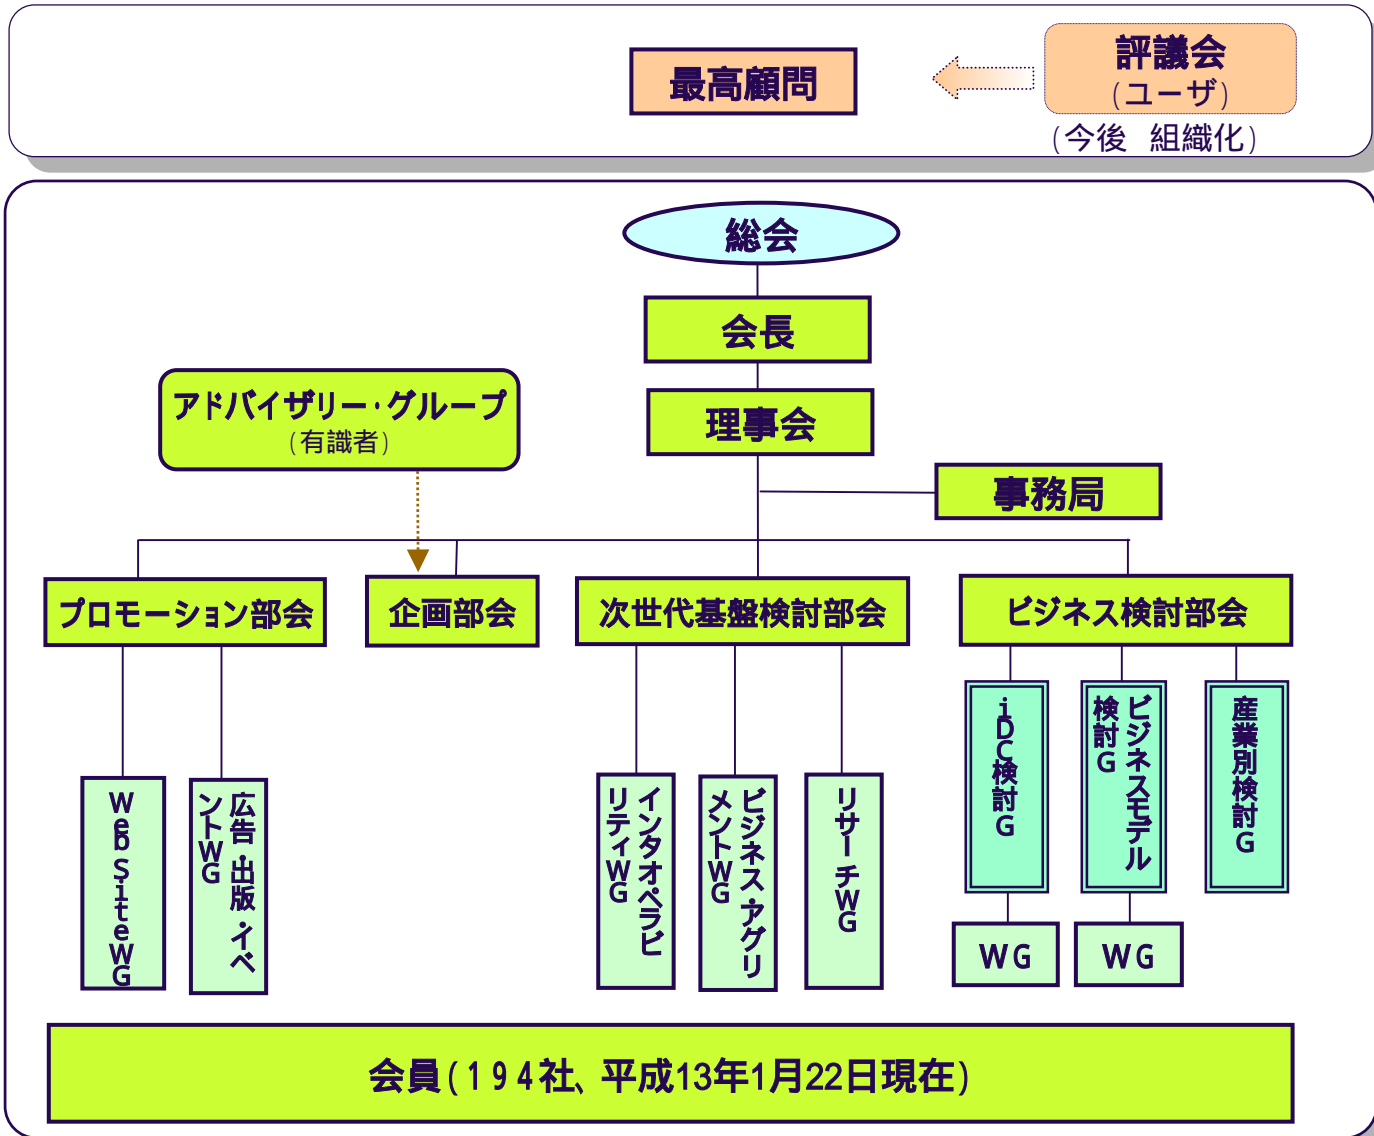 最高顧問
評議会
(ユーザ)
(今後　組織化)
総会
会長
アドバイザリー・グループ
(有識者)
理事会
事務局
プロモーション部会
企画部会
次世代基盤検討部会
ビジネス検討部会
Web SiteWG
広告・出版・イベ
ントWG
インタオペラビ
リティWG
ビジネス・アグリ
メントWG
リサーチWG
iDC検討G
ビジネスモデル
検討G
産業別検討G
WG
WG
会員(194社、平成13年1月22日現在)